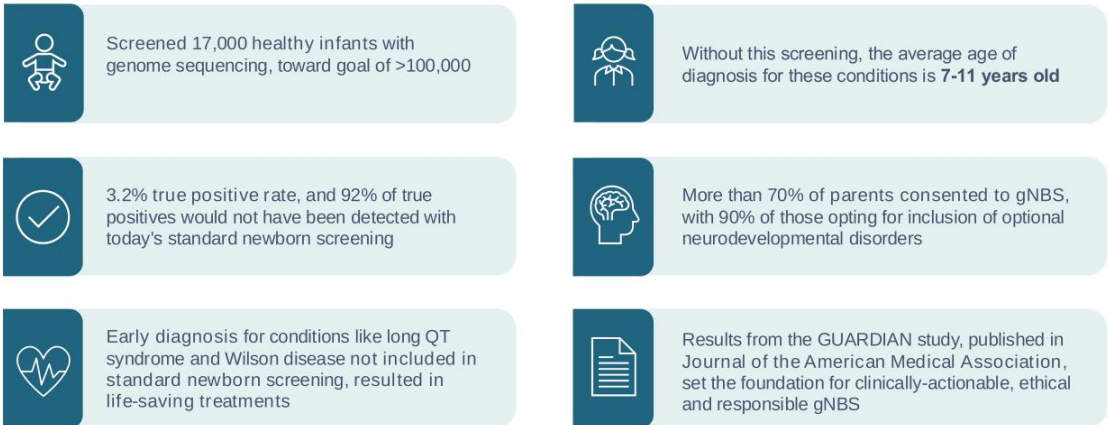 Screened 17,000 healthy infants with
genome sequencing, toward goal of >100,000
Without this screening, the average age of
diagnosis for these conditions is 7-11 years old
3.2% true positive rate, and 92% of true
positives would not have been detected with
today's standard newborn screening
More than 70% of parents consented to gNBS,
with 90% of those opting for inclusion of optional
neurodevelopmental disorders
Early diagnosis for conditions like long QT
syndrome and Wilson disease not included in
standard newborn screening, resulted in
life-saving treatments
Results from the GUARDIAN study, published in
Journal of the American Medical Association,
set the foundation for clinically-actionable, ethical
and responsible gNBS